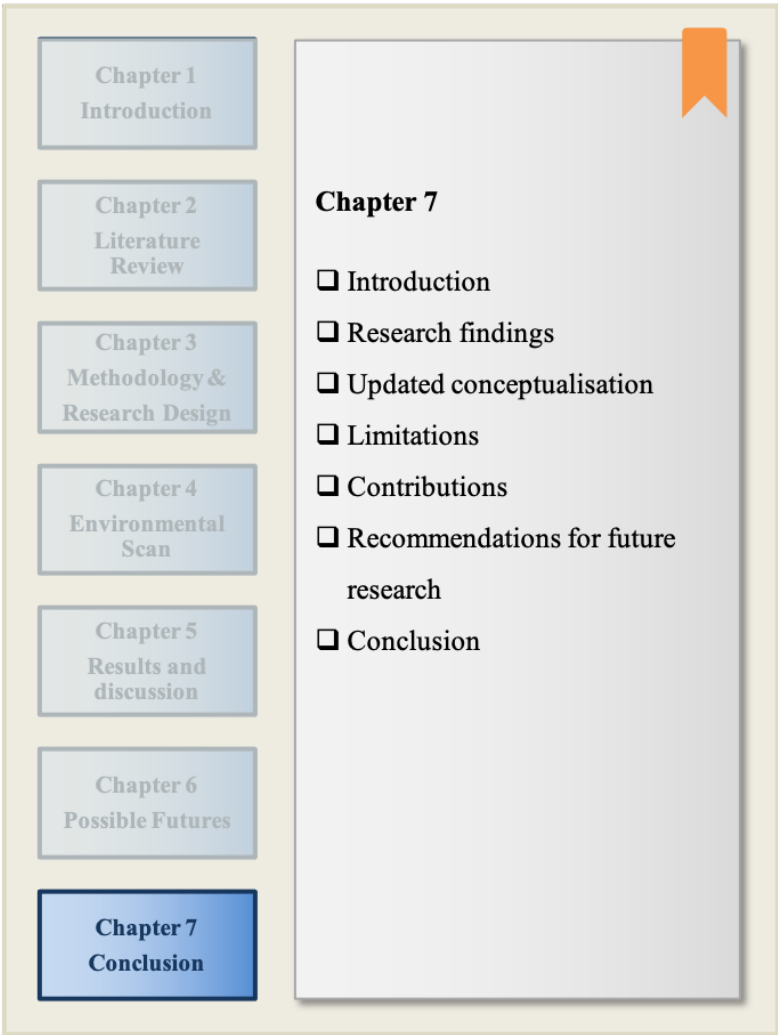 Chapter 1
Introduction
Chapter 2
Literature
Review
Chapter 3
Methodology &
Research Design
Chapter 4
Environmental
Scan
Chapter 5
Results and
discussion
Chapter 6
Possible Futures
Chapter 7
Conclusion
Chapter 7
❑ Introduction
❑ Research findings
❑ Updated conceptualisation
❑ Limitations
❑ Contributions
❑ Recommendations for future
research
❑ Conclusion